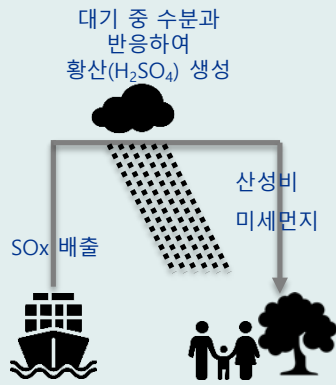 대기 중 수분과
반응하여
황산(H₂SO₄) 생성
산성비
미세먼지
SOx 배출